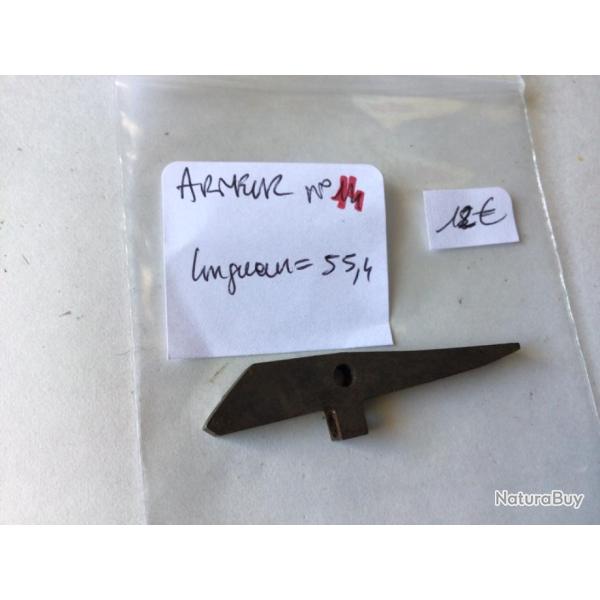 ARMEUR N° 14
longueur = 55,4
12€
NaturaBuy